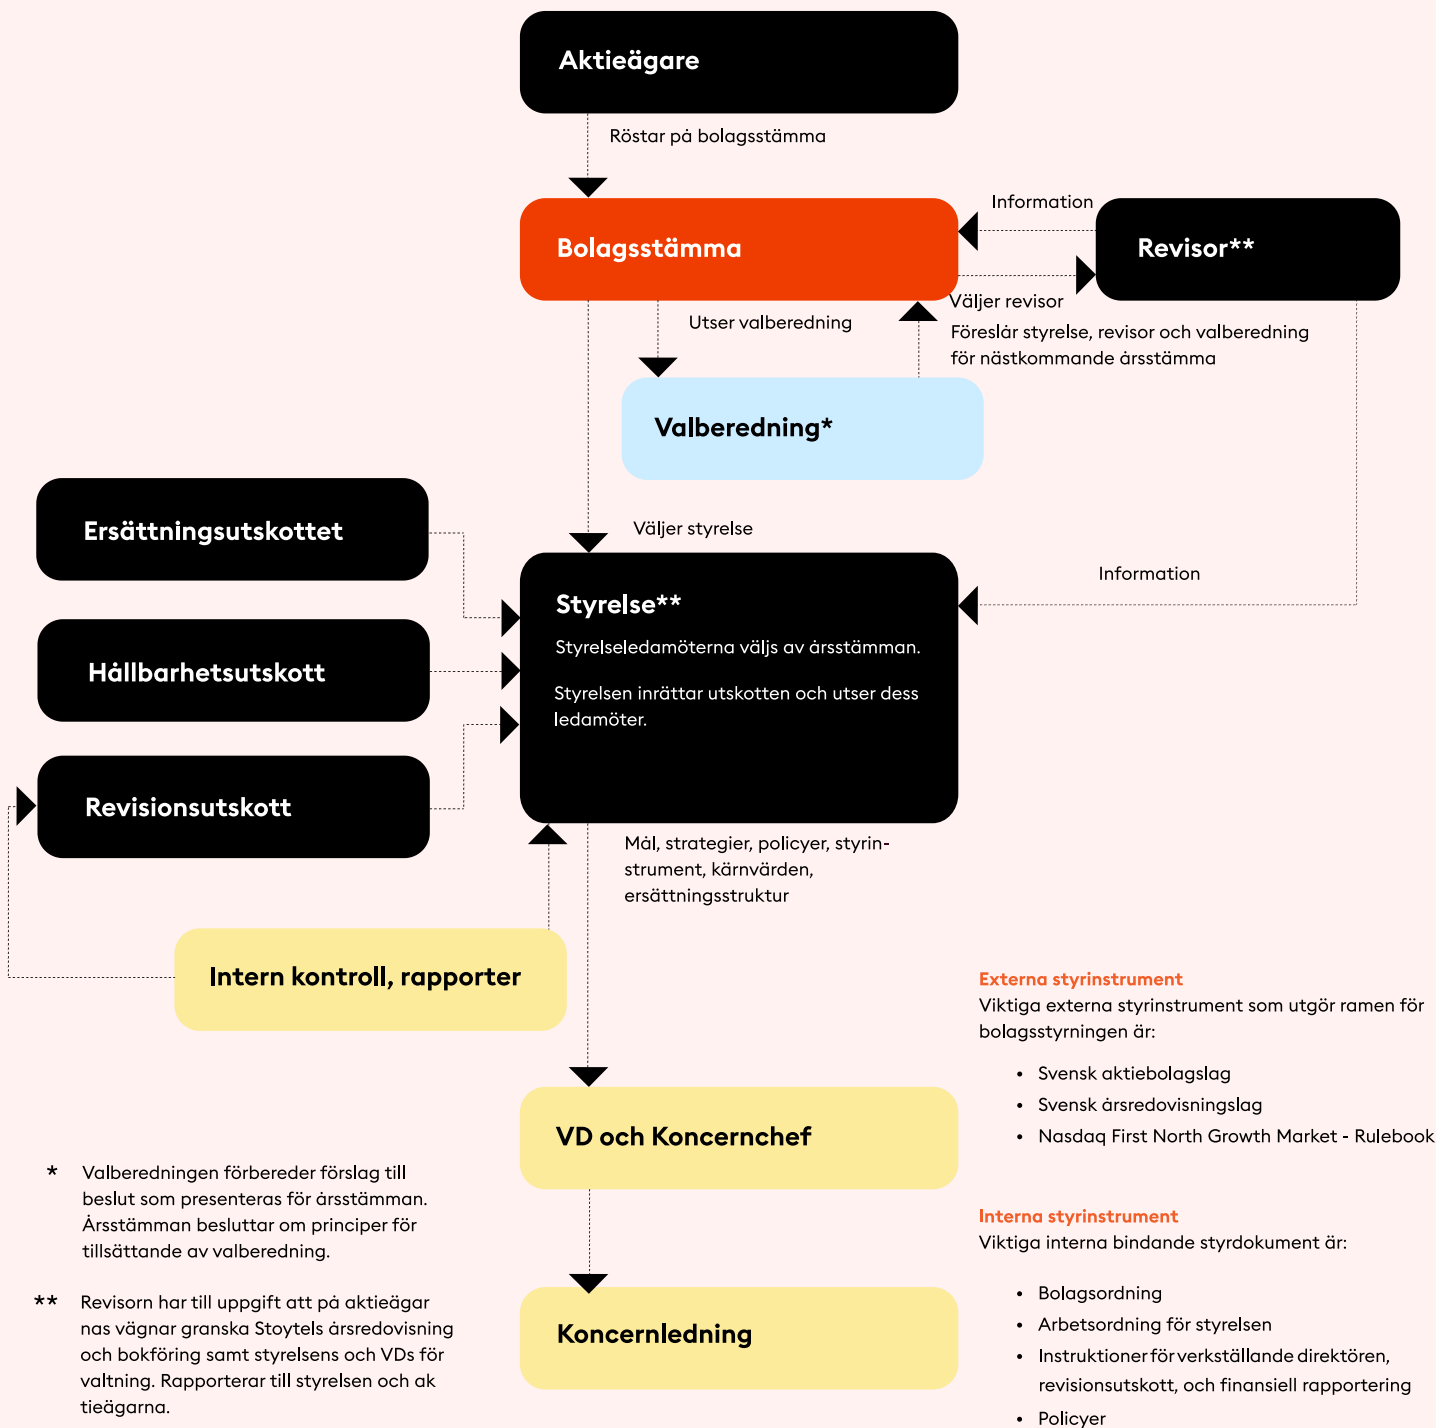 Aktieägare
Röstar på bolagsstämma
Information
Bolagsstämma
Revisor**
Väljer revisor
Utser valberedning
Föreslår styrelse, revisor och valberedning
för nästkommande årsstämma
Valberedning*
Ersättningsutskottet
Väljer styrelse
Information
Styrelse**
Styrelseledamöterna väljs av årsstämman.
Styrelsen inrättar utskotten och utser dess
ledamöter.
Hållbarhetsutskott
Revisionsutskott
Mål, strategier, policyer, styrin-
strument, kärnvärden,
ersättningsstruktur
Intern kontroll, rapporter
Externa styrinstrument
Viktiga externa styrinstrument som utgör ramen för
bolagsstyrningen är:
• Svensk aktiebolagslag
• Svensk årsredovisningslag
• Nasdaq First North Growth Market - Rulebook
VD och Koncernchef
* Valberedningen förbereder förslag till
beslut som presenteras för årsstämman.
Årsstämman besluttar om principer för
tillsättande av valberedning.
Interna styrinstrument
Viktiga interna bindande styrdokument är:
• Bolagsordning
• Arbetsordning för styrelsen
• Instruktioner för verkställande direktören,
revisionsutskott, och finansiell rapportering
• Policyer
Koncernledning
** Revisorn har till uppgift att på aktieägar
nas vägnar granska Stoytels årsredovisning
och bokföring samt styrelsens och VDs för
valtning. Rapporterar till styrelsen och ak
tieägarna.